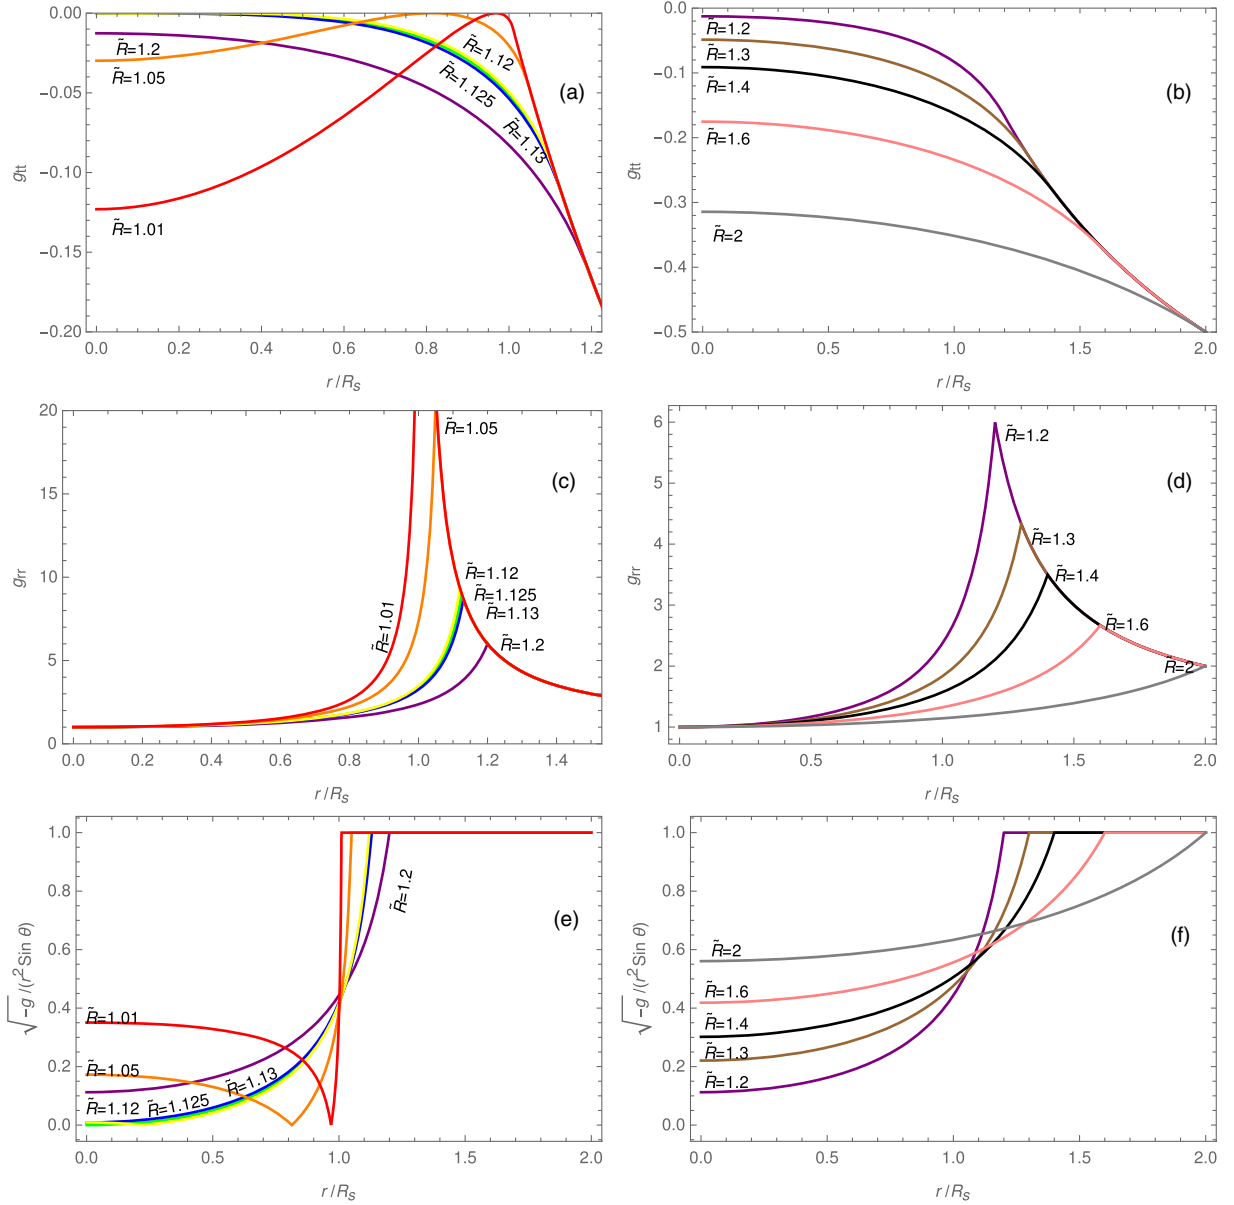 0.00
−0.05
−0.10
−0.15
−0.20
g_tt
R̃=1.2
R̃=1.05
R̃=1.12
R̃=1.125
R̃=1.13
R̃=1.01
(a)
0.0 0.2 0.4 0.6 0.8 1.0 1.2
r/R_s
0.0
−0.1
−0.2
−0.3
−0.4
−0.5
g_tt
R̃=1.2
R̃=1.3
R̃=1.4
R̃=1.6
R̃=2
(b)
0.0 0.5 1.0 1.5 2.0
r/R_s
20
15
10
5
0
g_rr
R̃=1.05
R̃=1.12
R̃=1.125
R̃=1.13
R̃=1.01
R̃=1.2
(c)
0.0 0.2 0.4 0.6 0.8 1.0 1.2 1.4
r/R_s
6
5
4
3
2
1
g_rr
R̃=1.2
R̃=1.3
R̃=1.4
R̃=1.6
R̃=2
(d)
0.0 0.5 1.0 1.5 2.0
r/R_s
1.0
0.8
0.6
0.4
0.2
0.0
√−g /(r² Sin θ)
R̃=1.2
R̃=1.01
R̃=1.05
R̃=1.13
R̃=1.12
R̃=1.125
(e)
0.0 0.5 1.0 1.5 2.0
r/R_s
1.0
0.8
0.6
0.4
0.2
0.0
√−g /(r² Sin θ)
R̃=2
R̃=1.6
R̃=1.4
R̃=1.3
R̃=1.2
(f)
0.0 0.5 1.0 1.5 2.0
r/R_s